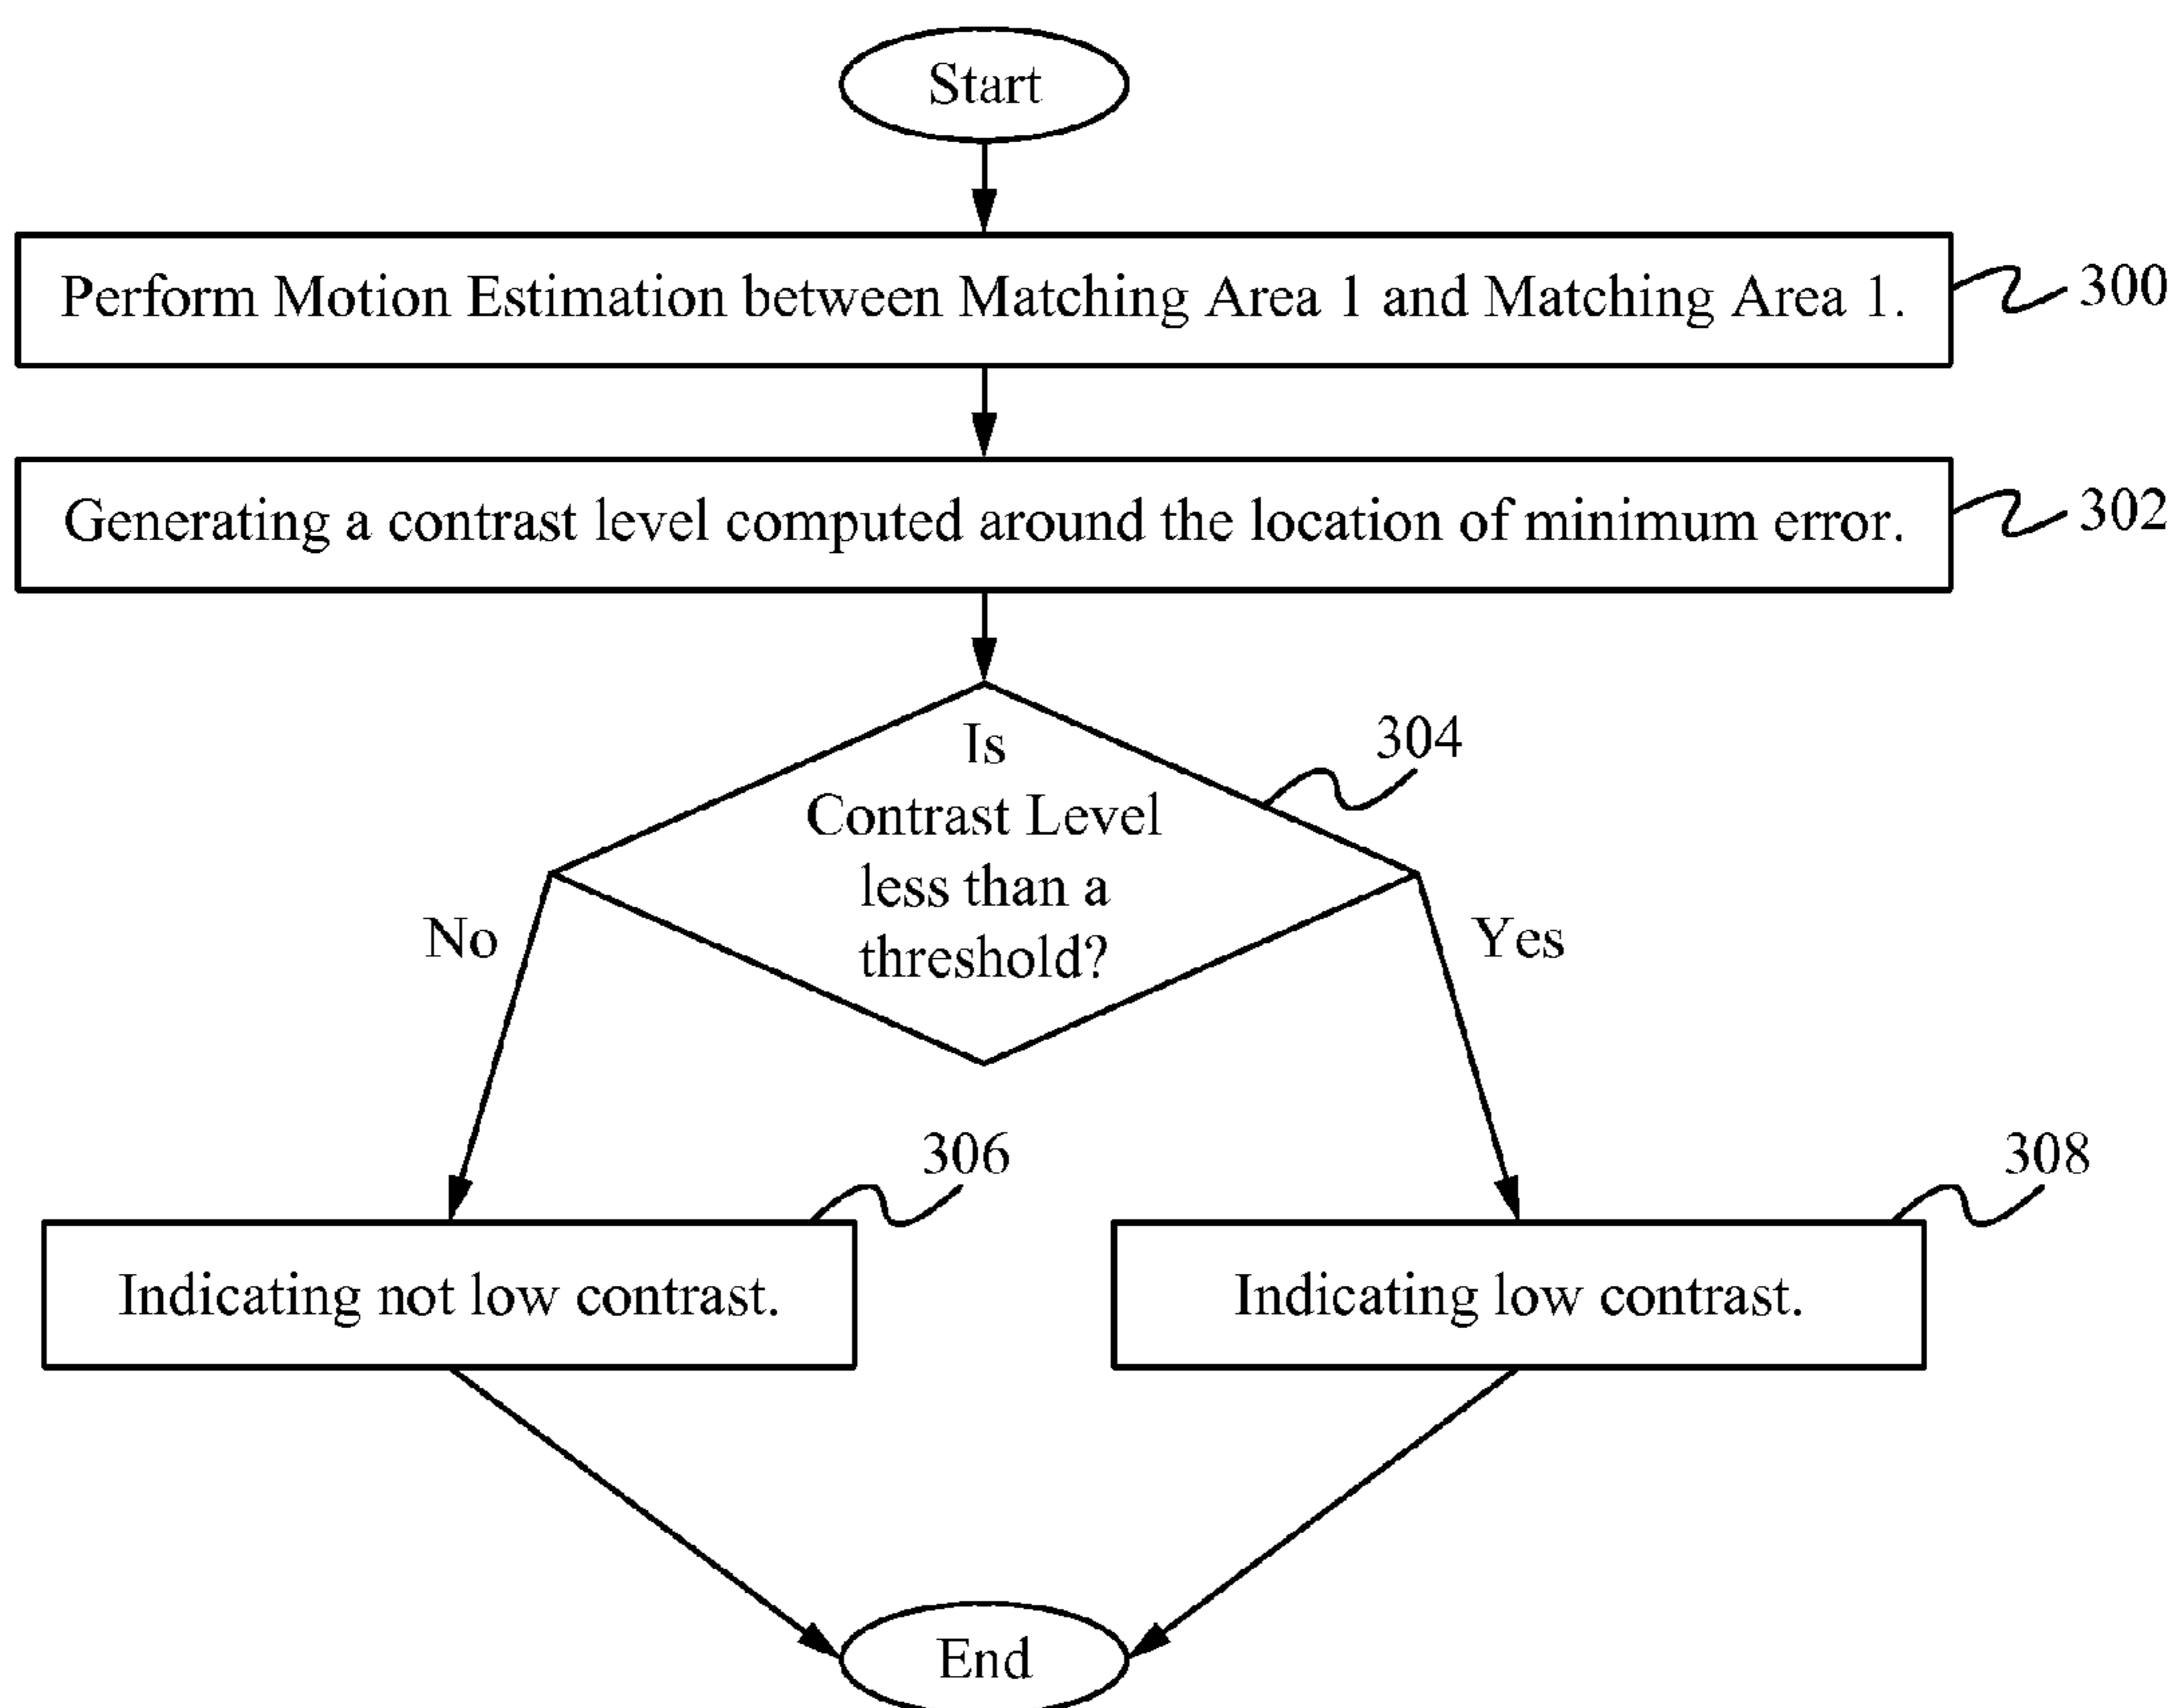 Start
Perform Motion Estimation between Matching Area 1 and Matching Area 1.
300
Generating a contrast level computed around the location of minimum error.
302
Is
Contrast Level
less than a
threshold?
304
No
Yes
306
308
Indicating not low contrast.
Indicating low contrast.
End